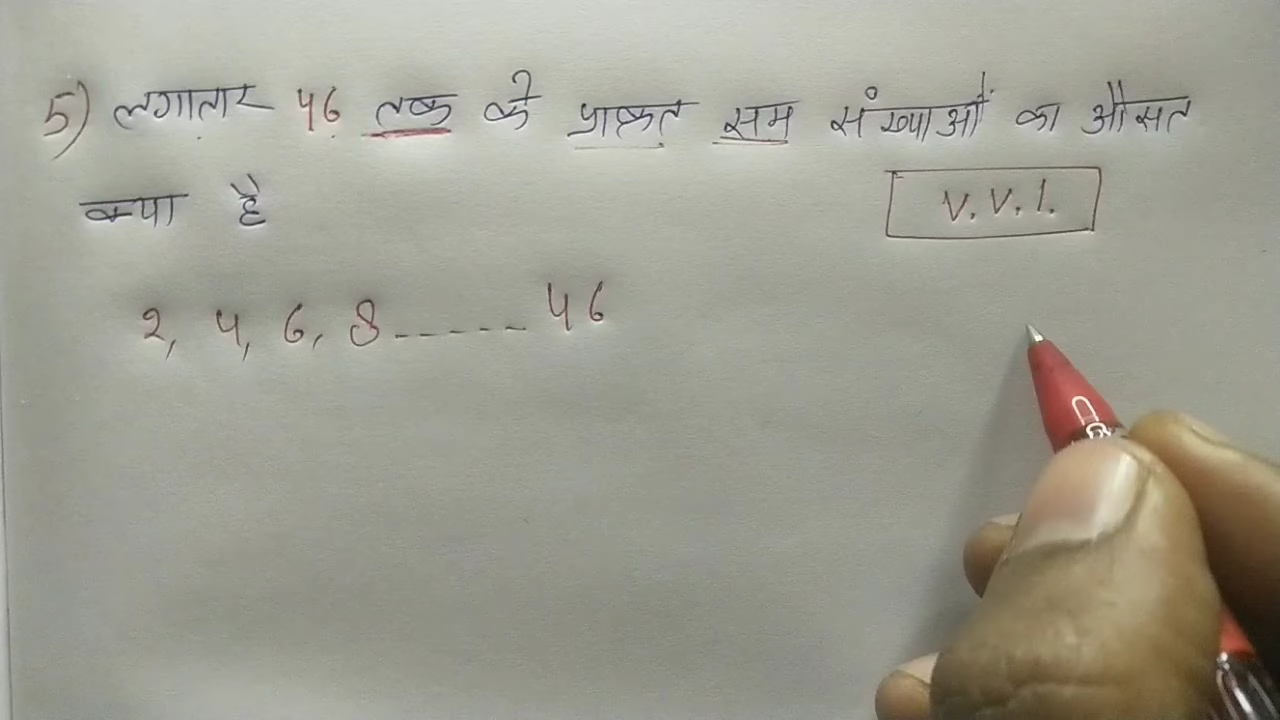 5) लगातार 46 तक के प्राकृत सम संख्याओं का औसत
क्या है
V.V.I.
2, 4, 6, 8------ 46